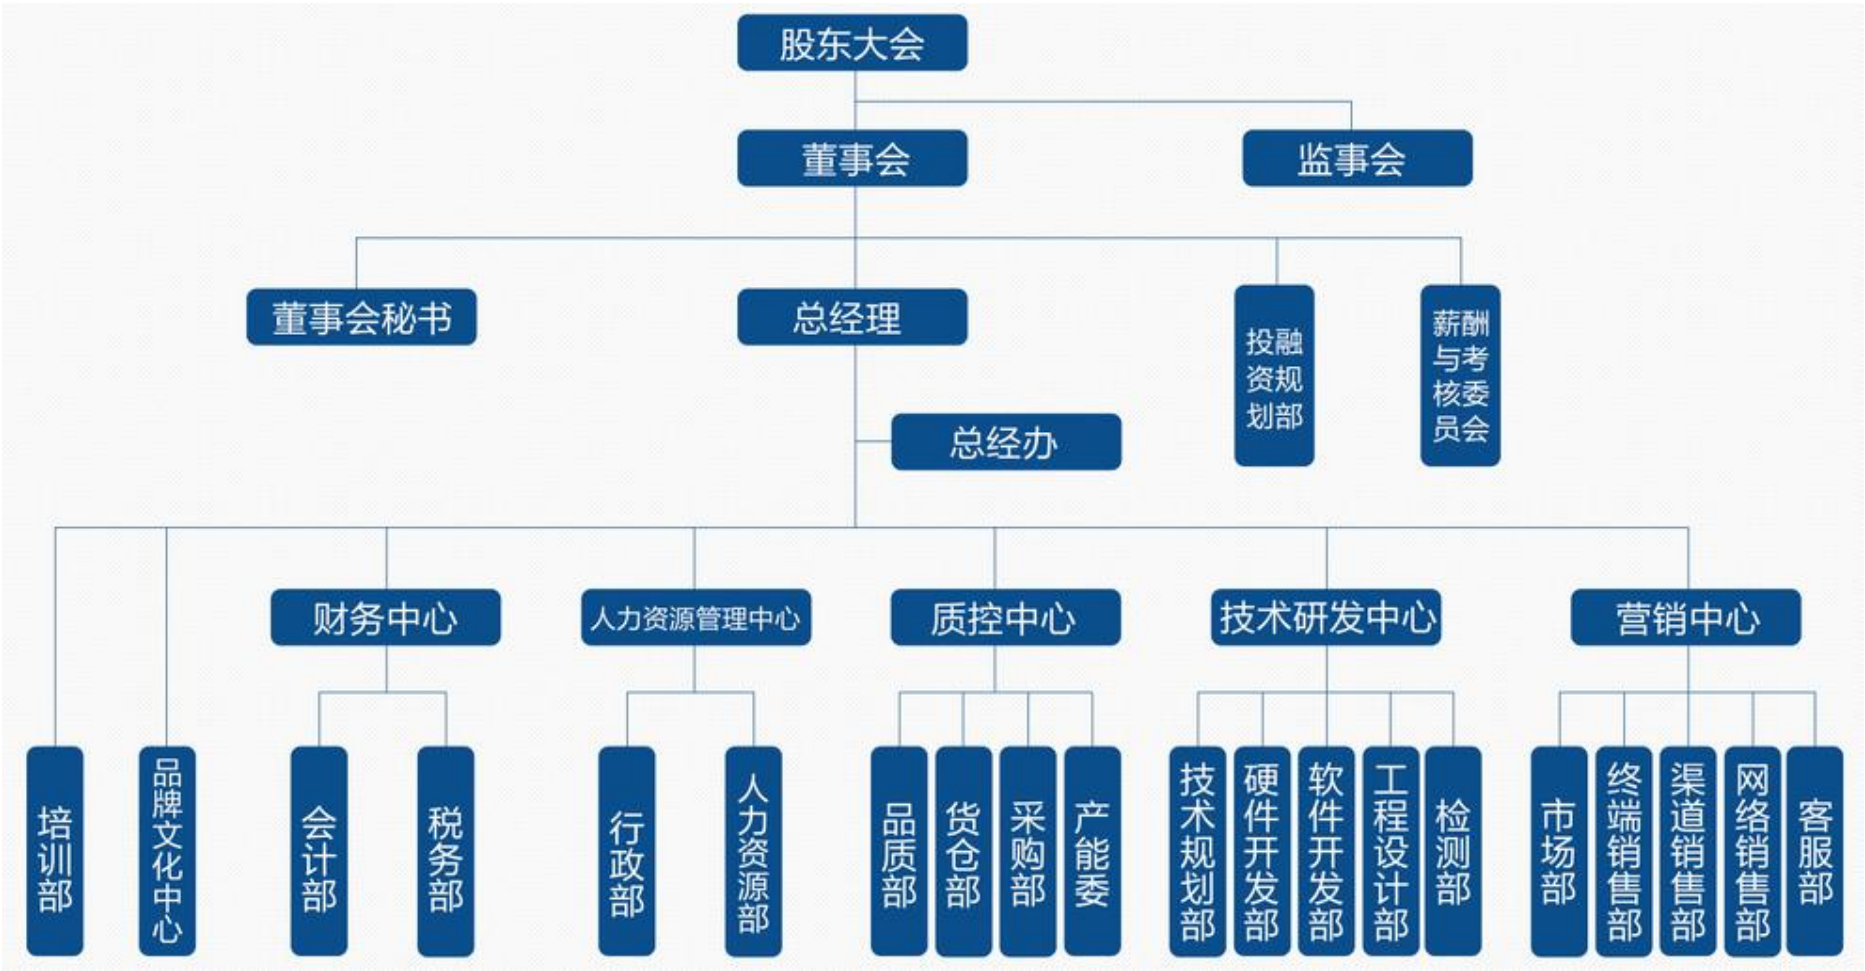 股东大会
董事会
监事会
董事会秘书
总经理
投融
资规
划部
薪酬
与考
核委
员会
总经办
财务中心
人力资源管理中心
质控中心
技术研发中心
营销中心
培训部
品牌文化中心
会计部
税务部
行政部
人力资源部
品质部
货仓部
采购部
产能委
技术规划部
硬件开发部
软件开发部
工程设计部
检测部
市场部
终端销售部
渠道销售部
网络销售部
客服部